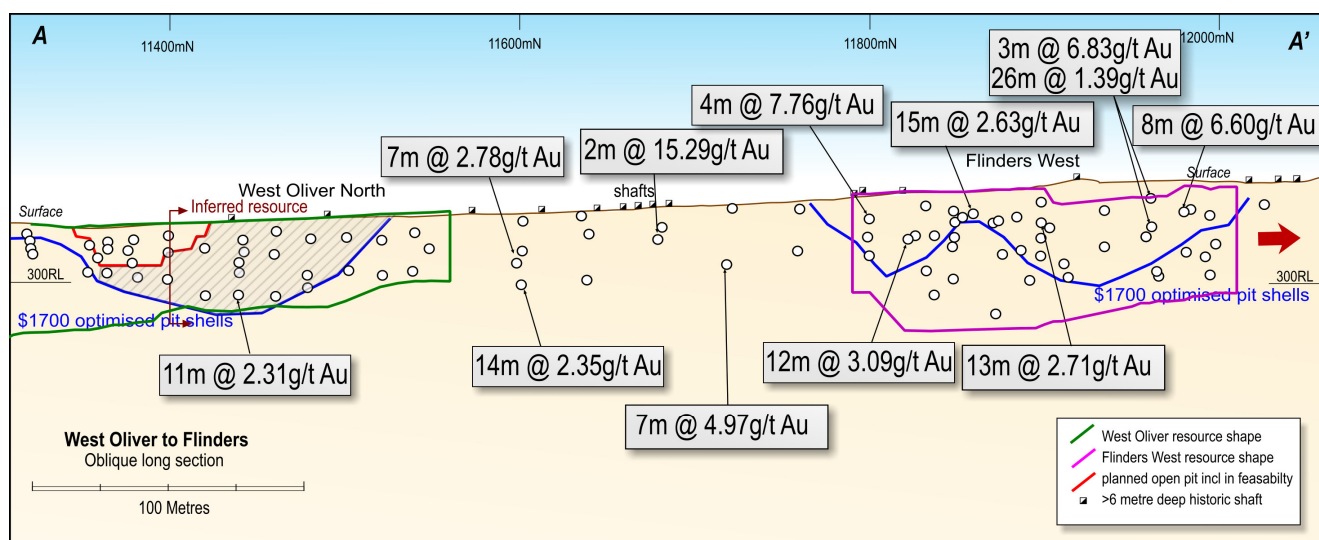 A
11400mN
11600mN
11800mN
12000mN
A'
3m @ 6.83g/t Au
26m @ 1.39g/t Au
4m @ 7.76g/t Au
15m @ 2.63g/t Au
8m @ 6.60g/t Au
7m @ 2.78g/t Au
2m @ 15.29g/t Au
Flinders West
Surface
West Oliver North
shafts
Surface
Inferred resource
300RL
300RL
$1700 optimised pit shells
$1700 optimised pit shells
11m @ 2.31g/t Au
14m @ 2.35g/t Au
12m @ 3.09g/t Au
13m @ 2.71g/t Au
7m @ 4.97g/t Au
West Oliver to Flinders
Oblique long section
100 Metres
West Oliver resource shape
Flinders West resource shape
planned open pit incl in feasabilty
>6 metre deep historic shaft